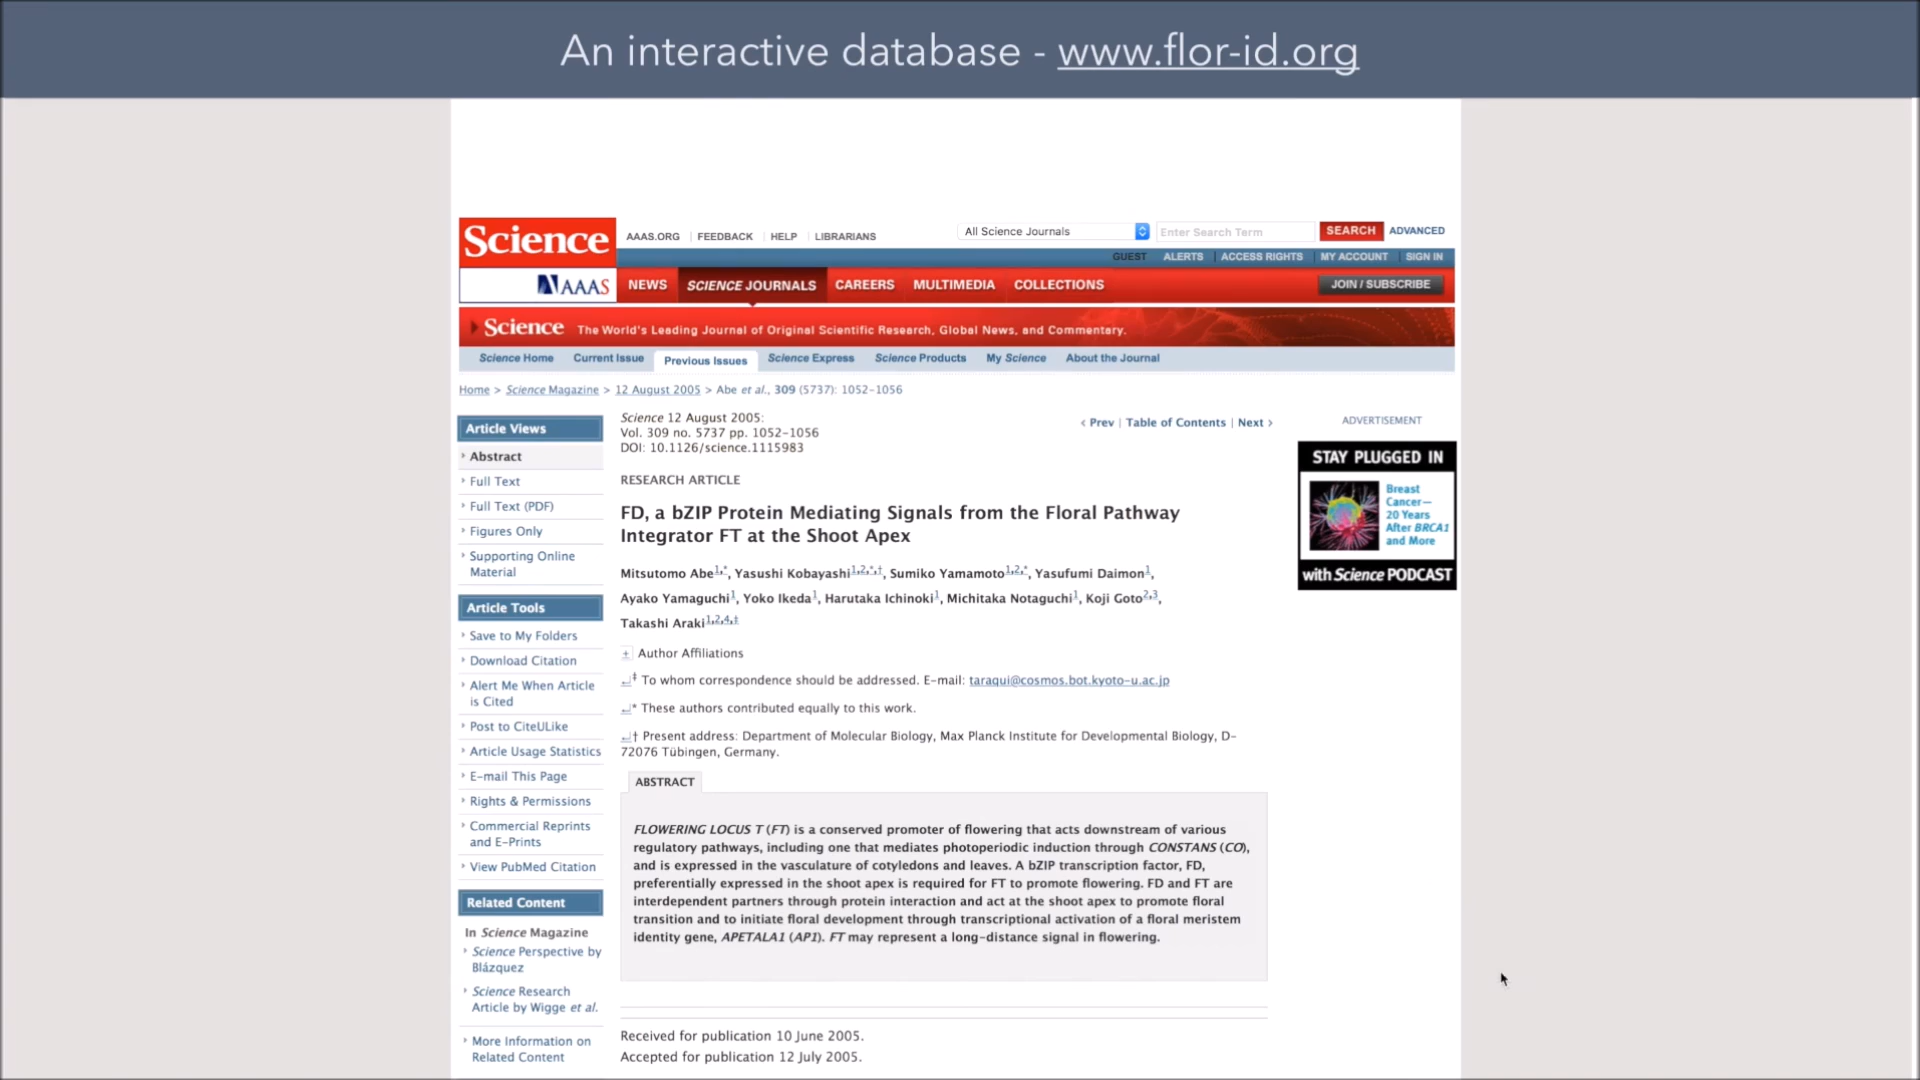 An interactive database - www.flor-id.org
Science
AAAS.ORG | FEEDBACK | HELP | LIBRARIANS
All Science Journals
Enter Search Term
SEARCH
ADVANCED
GUEST
ALERTS | ACCESS RIGHTS | MY ACCOUNT | SIGN IN
AAAS
NEWS
SCIENCE JOURNALS
CAREERS
MULTIMEDIA
COLLECTIONS
JOIN / SUBSCRIBE
Science The World's Leading Journal of Original Scientific Research, Global News, and Commentary.
Science Home
Current Issue
Previous Issues
Science Express
Science Products
My Science
About the Journal
Home > Science Magazine > 12 August 2005 > Abe et al., 309 (5737): 1052-1056
Article Views
Abstract
Full Text
Full Text (PDF)
Figures Only
Supporting Online
Material
Article Tools
Save to My Folders
Download Citation
Alert Me When Article
is Cited
Post to CiteULike
Article Usage Statistics
E-mail This Page
Rights & Permissions
Commercial Reprints
and E-Prints
View PubMed Citation
Related Content
In Science Magazine
Science Perspective by
Blázquez
Science Research
Article by Wigge et al.
More Information on
Related Content
Science 12 August 2005:
Vol. 309 no. 5737 pp. 1052-1056
DOI: 10.1126/science.1115983
‹ Prev | Table of Contents | Next ›
RESEARCH ARTICLE
FD, a bZIP Protein Mediating Signals from the Floral Pathway
Integrator FT at the Shoot Apex
Mitsutomo Abe1,*, Yasushi Kobayashi1,2,*,†, Sumiko Yamamoto1,2,*, Yasufumi Daimon1,
Ayako Yamaguchi1, Yoko Ikeda1, Harutaka Ichinoki1, Michitaka Notaguchi1, Koji Goto2,3,
Takashi Araki1,2,4,‡
+ Author Affiliations
↵‡ To whom correspondence should be addressed. E-mail: taraqui@cosmos.bot.kyoto-u.ac.jp
↵* These authors contributed equally to this work.
↵† Present address: Department of Molecular Biology, Max Planck Institute for Developmental Biology, D-
72076 Tübingen, Germany.
ABSTRACT
FLOWERING LOCUS T (FT) is a conserved promoter of flowering that acts downstream of various
regulatory pathways, including one that mediates photoperiodic induction through CONSTANS (CO),
and is expressed in the vasculature of cotyledons and leaves. A bZIP transcription factor, FD,
preferentially expressed in the shoot apex is required for FT to promote flowering. FD and FT are
interdependent partners through protein interaction and act at the shoot apex to promote floral
transition and to initiate floral development through transcriptional activation of a floral meristem
identity gene, APETALA1 (AP1). FT may represent a long-distance signal in flowering.
Received for publication 10 June 2005.
Accepted for publication 12 July 2005.
ADVERTISEMENT
STAY PLUGGED IN
Breast
Cancer—
20 Years
After BRCA1
and More
with Science PODCAST